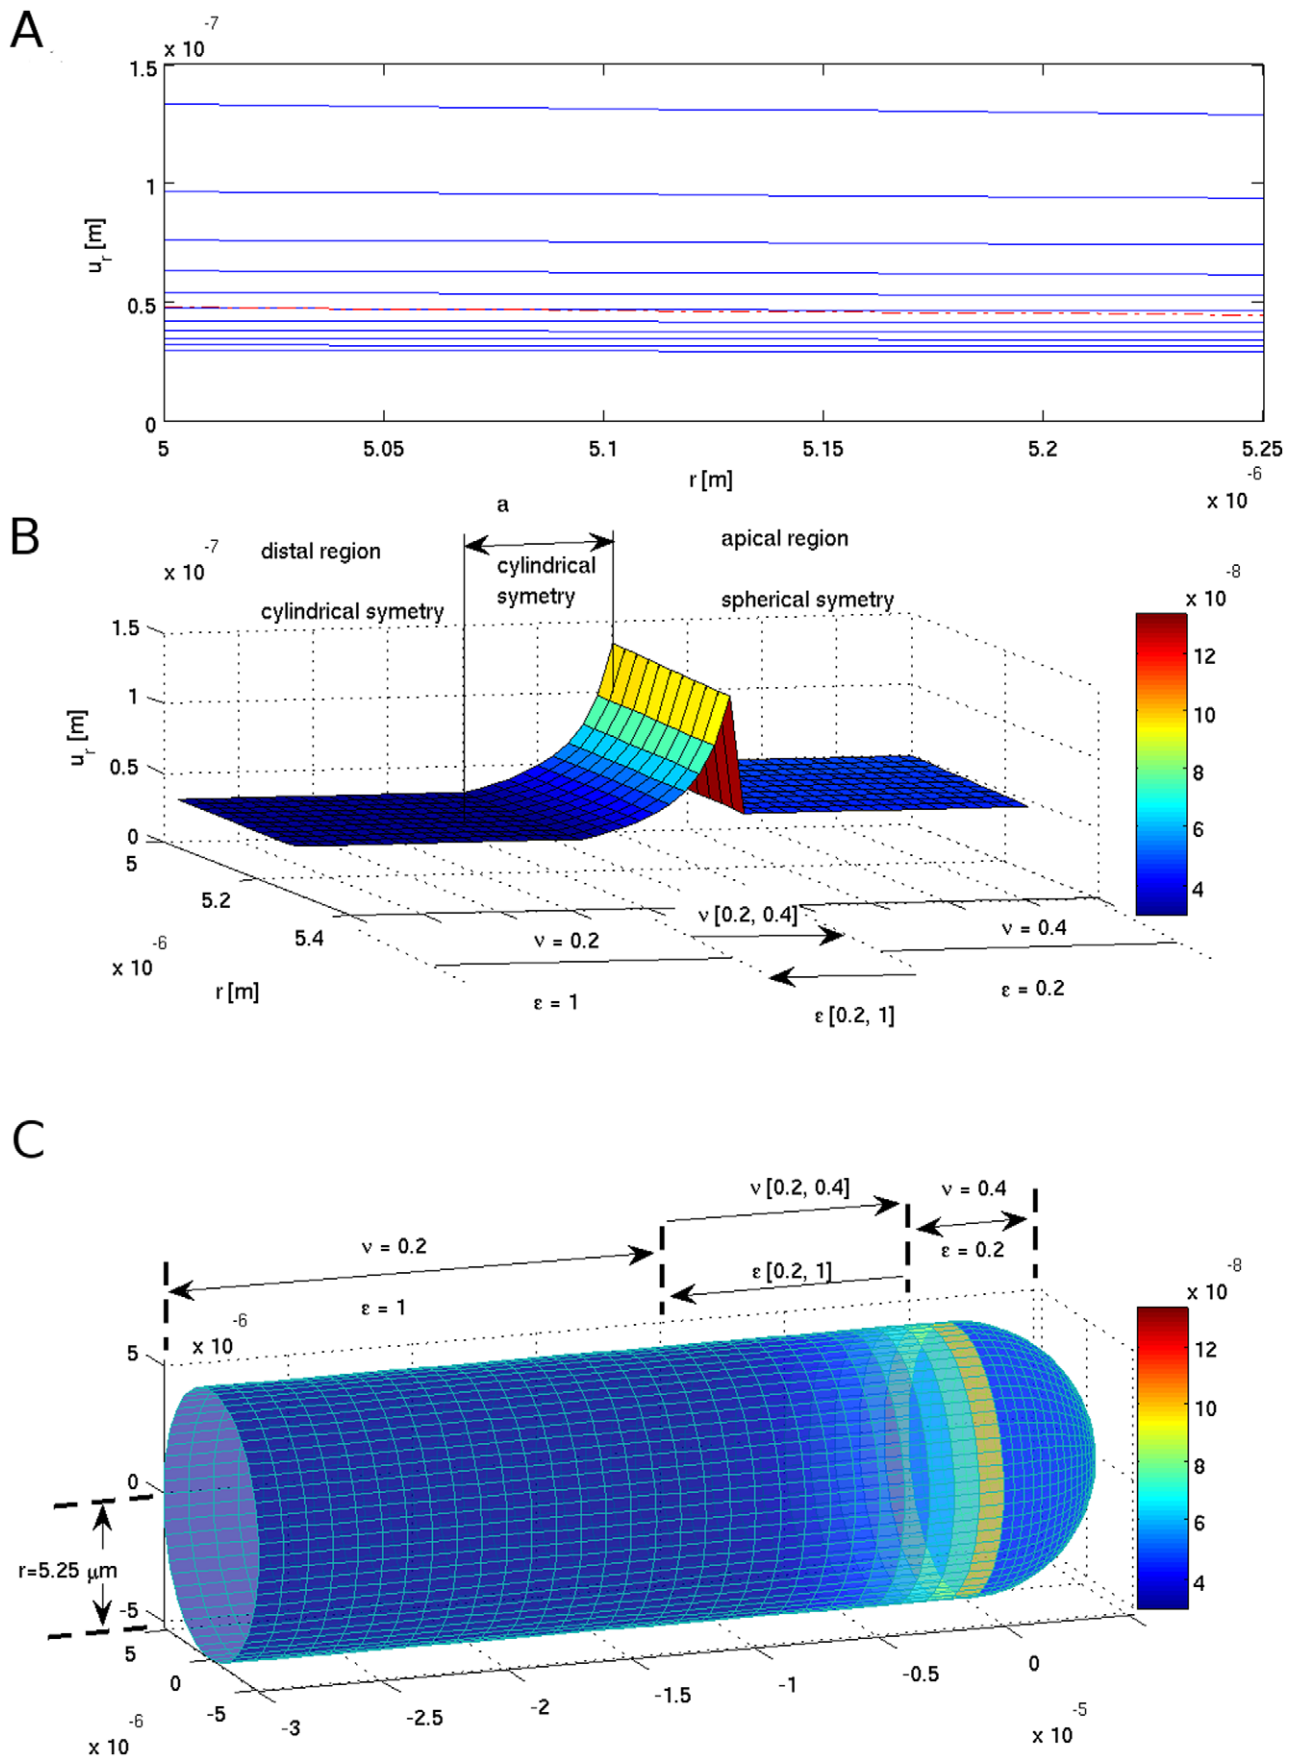 A
x 10 -7
1.5
1
0.5
0
u_r [m]
5 5.05 5.1 5.15 5.2 5.25
r [m]
x 10 -6
B
a
distal region
apical region
cylindrical symetry
cylindrical
symetry
spherical symetry
x 10 -7
1.5
1
0.5
0
u_r [m]
5
5.2
5.4
x 10 -6
r [m]
ν = 0.2
ν [0.2, 0.4]
ν = 0.4
ε = 1
ε [0.2, 1]
ε = 0.2
x 10 -8
12
10
8
6
4
C
ν = 0.2
ν [0.2, 0.4]
ν = 0.4
ε = 1
ε [0.2, 1]
ε = 0.2
x 10 -6
5
0
-5
r=5.25 μm
5
0
-5
x 10 -6
-3 -2.5 -2 -1.5 -1 -0.5 0
x 10 -5
x 10 -8
12
10
8
6
4